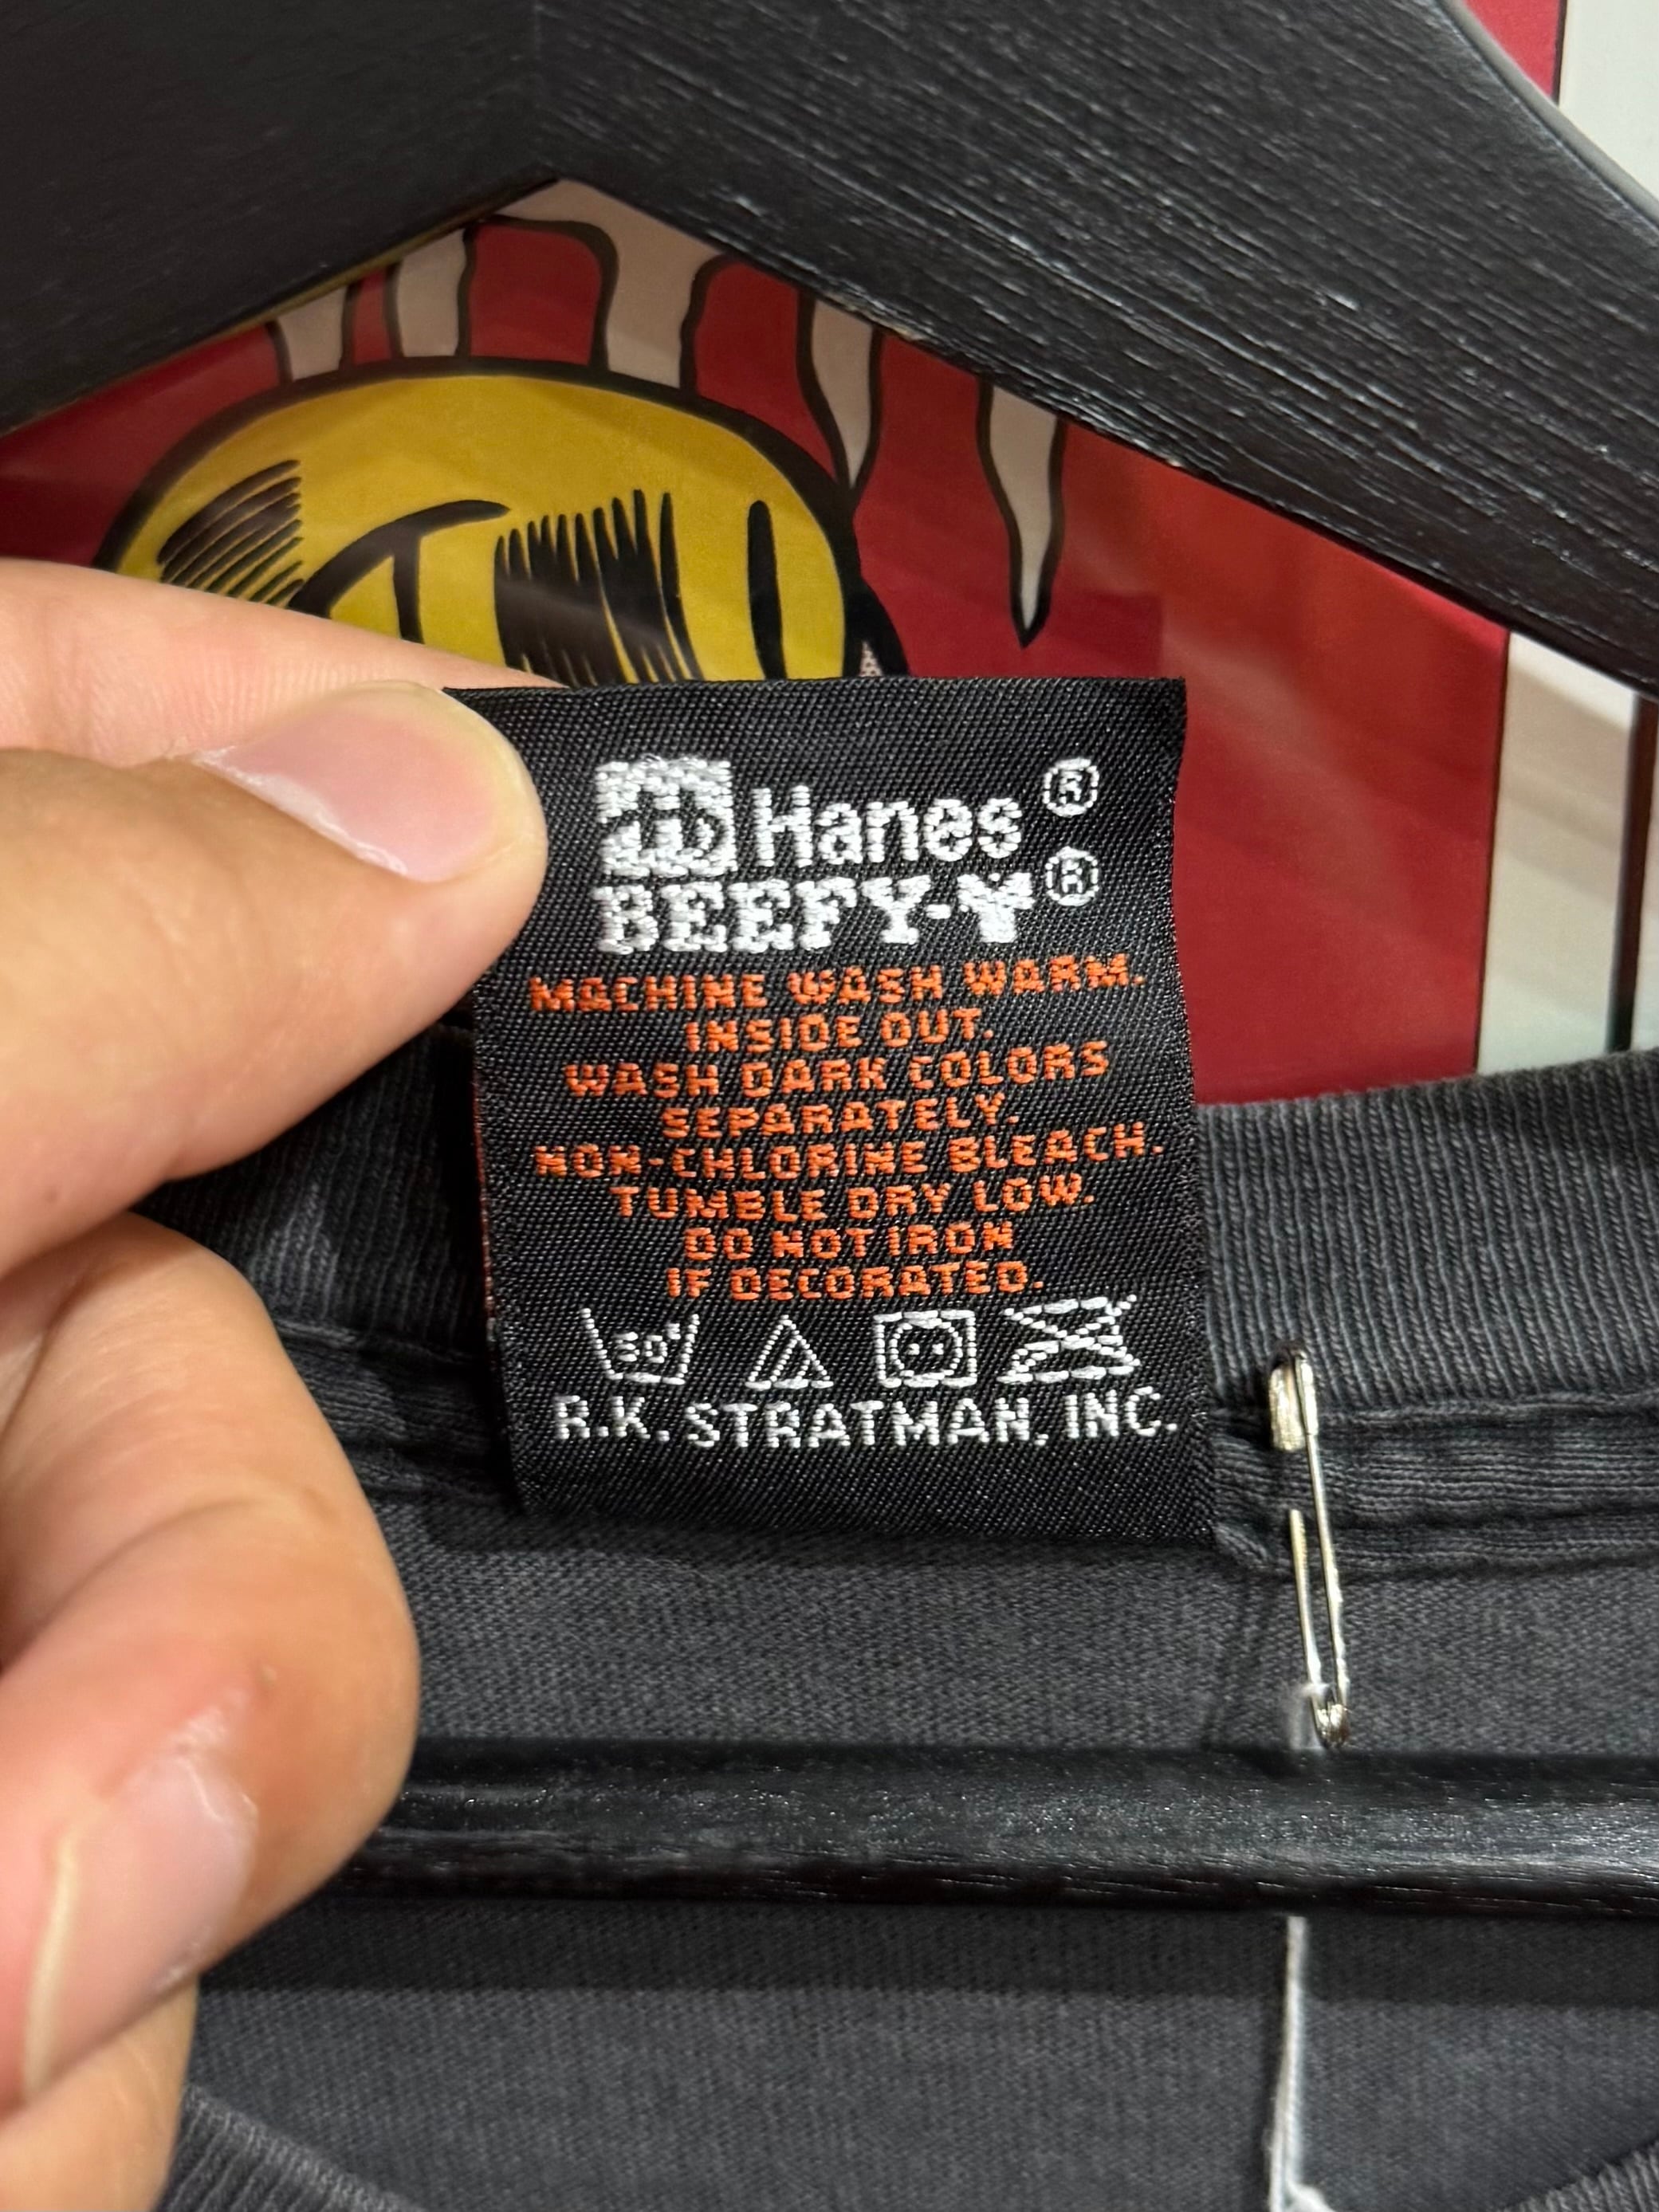 Hanes ®
BEEFY-T ®
MACHINE WASH WARM.
INSIDE OUT.
WASH DARK COLORS
SEPARATELY.
NON-CHLORINE BLEACH.
TUMBLE DRY LOW.
DO NOT IRON
IF DECORATED.
R.K. STRATMAN, INC.